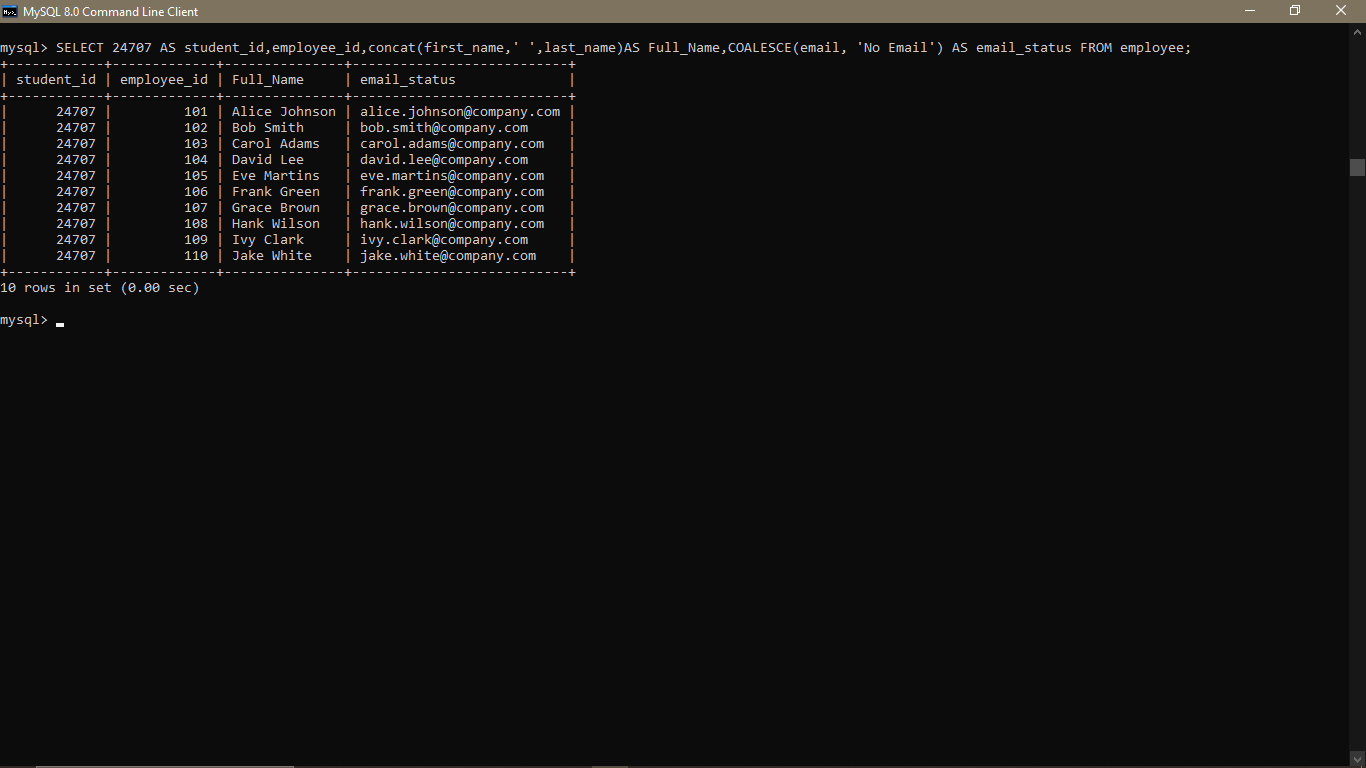 MySQL 8.0 Command Line Client
mysql> SELECT 24707 AS student_id,employee_id,concat(first_name,' ',last_name)AS Full_Name,COALESCE(email, 'No Email') AS email_status FROM employee;
+------------+-------------+---------------+---------------------------+
| student_id | employee_id | Full_Name     | email_status              |
+------------+-------------+---------------+---------------------------+
|      24707 |         101 | Alice Johnson | alice.johnson@company.com |
|      24707 |         102 | Bob Smith     | bob.smith@company.com     |
|      24707 |         103 | Carol Adams   | carol.adams@company.com   |
|      24707 |         104 | David Lee     | david.lee@company.com     |
|      24707 |         105 | Eve Martins   | eve.martins@company.com   |
|      24707 |         106 | Frank Green   | frank.green@company.com   |
|      24707 |         107 | Grace Brown   | grace.brown@company.com   |
|      24707 |         108 | Hank Wilson   | hank.wilson@company.com   |
|      24707 |         109 | Ivy Clark     | ivy.clark@company.com     |
|      24707 |         110 | Jake White    | jake.white@company.com    |
+------------+-------------+---------------+---------------------------+
10 rows in set (0.00 sec)
mysql>